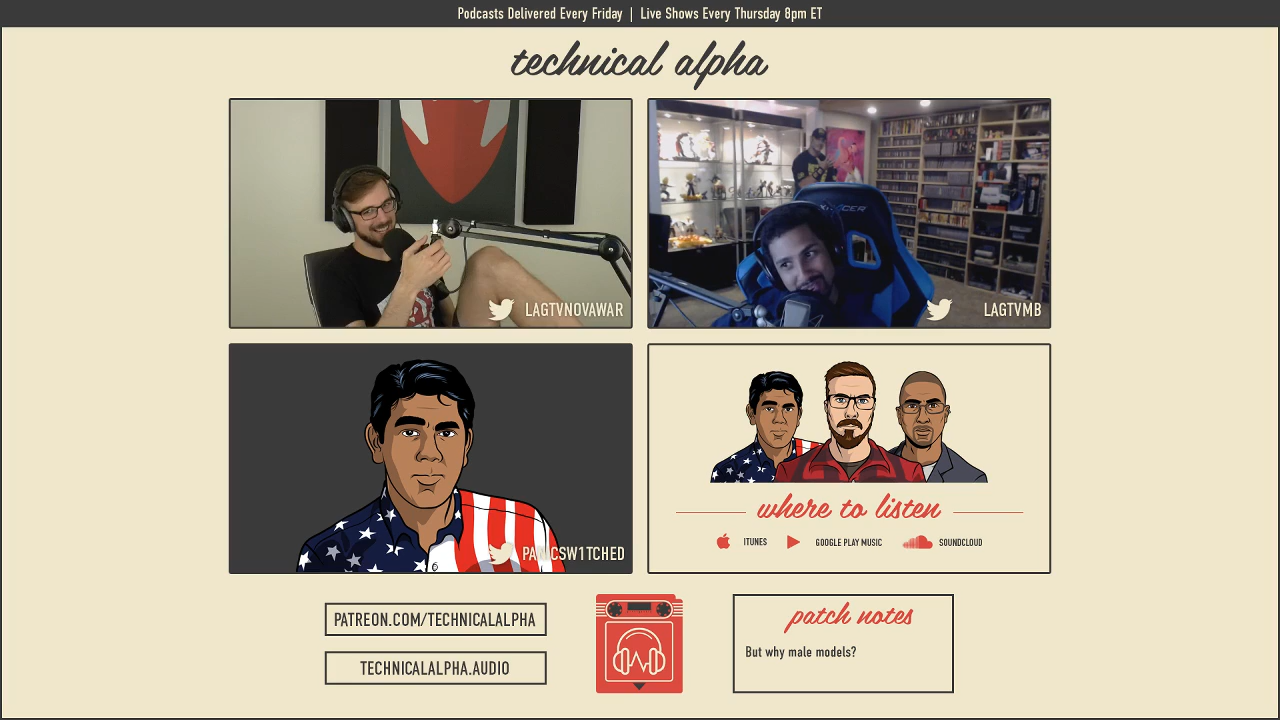 Podcasts Delivered Every Friday | Live Shows Every Thursday 8pm ET
technical alpha
LAGTVNOVAWAR
LAGTVMB
PANICSW1TCHED
where to listen
ITUNES
GOOGLE PLAY MUSIC
SOUNDCLOUD
PATREON.COM/TECHNICALALPHA
TECHNICALALPHA.AUDIO
patch notes
But why male models?